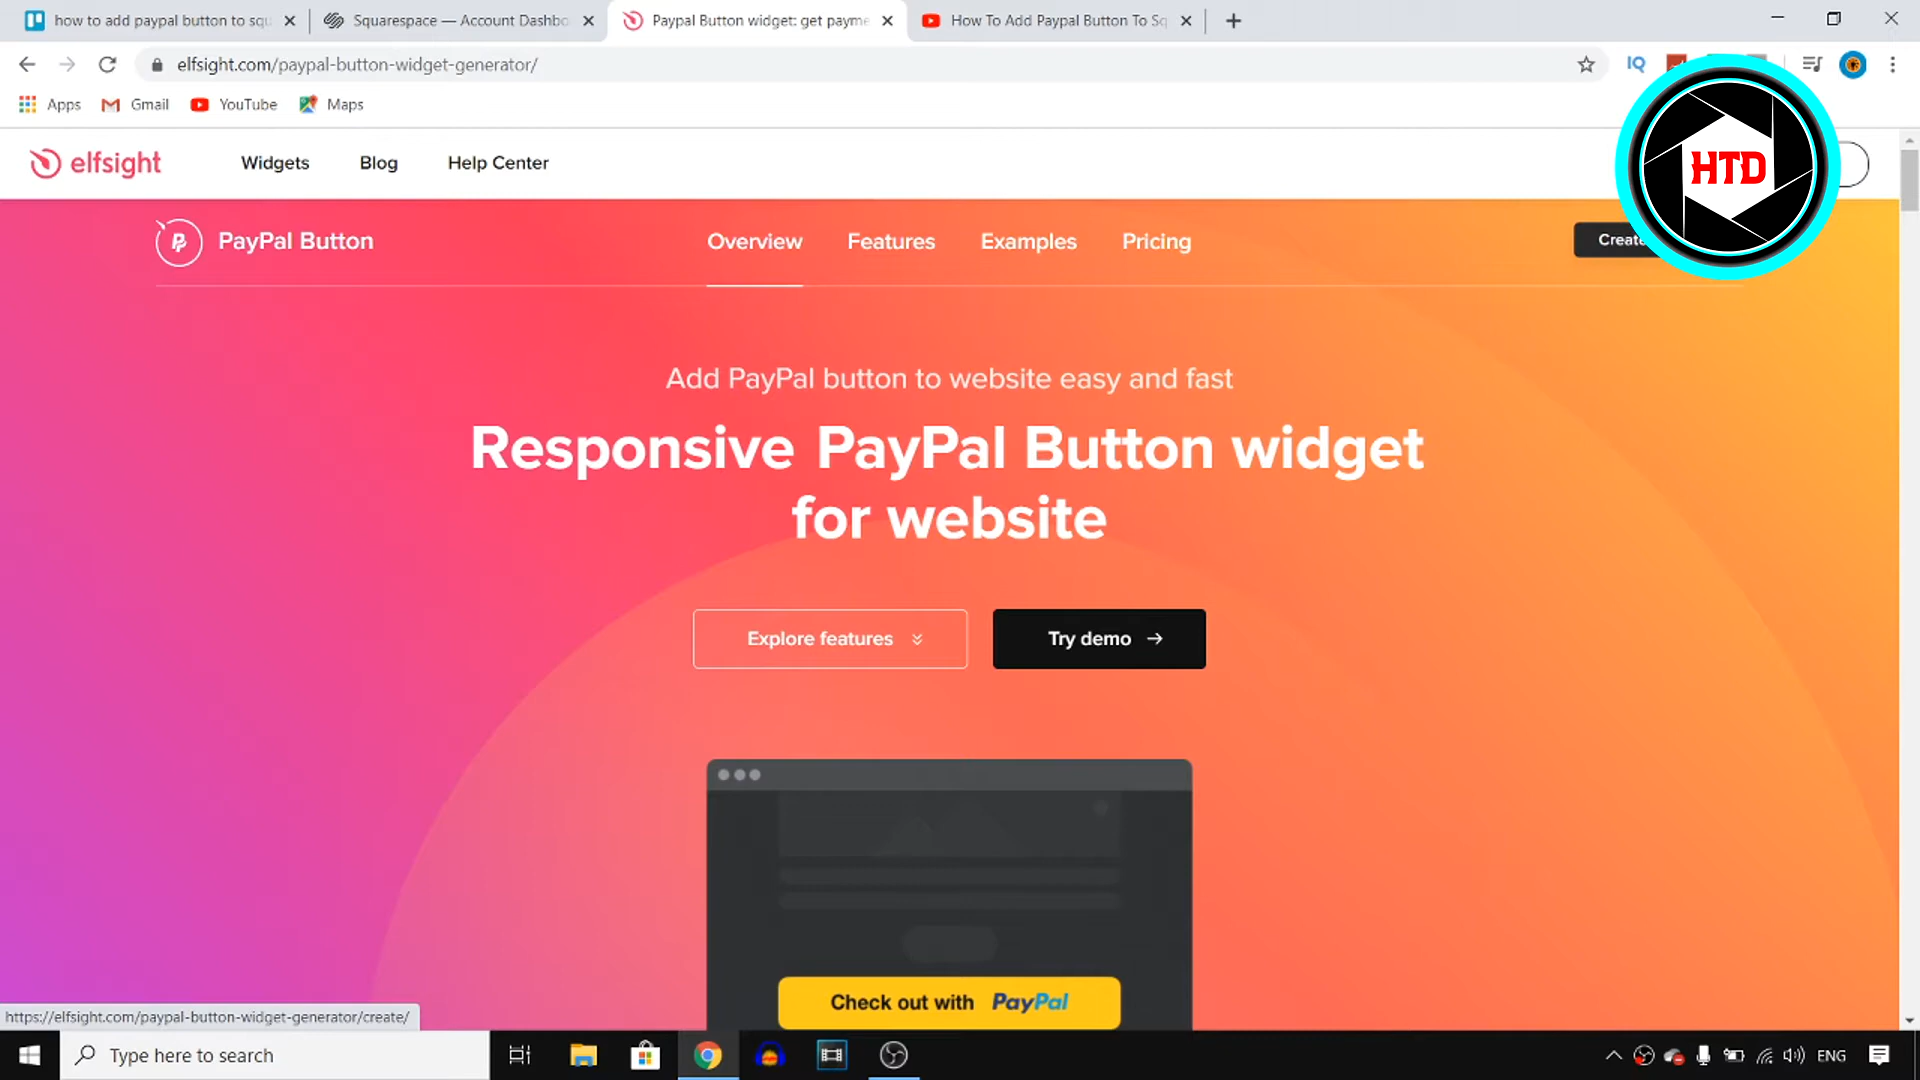 how to add paypal button to squ
Squarespace — Account Dashbo
Paypal Button widget: get payme
How To Add Paypal Button To Sq
elfsight.com/paypal-button-widget-generator/
IQ
Apps
Gmail
YouTube
Maps
elfsight
Widgets
Blog
Help Center
HTD
PayPal Button
Overview
Features
Examples
Pricing
Create
Add PayPal button to website easy and fast
Responsive PayPal Button widget
for website
Explore features
Try demo →
Check out with PayPal
https://elfsight.com/paypal-button-widget-generator/create/
Type here to search
ENG